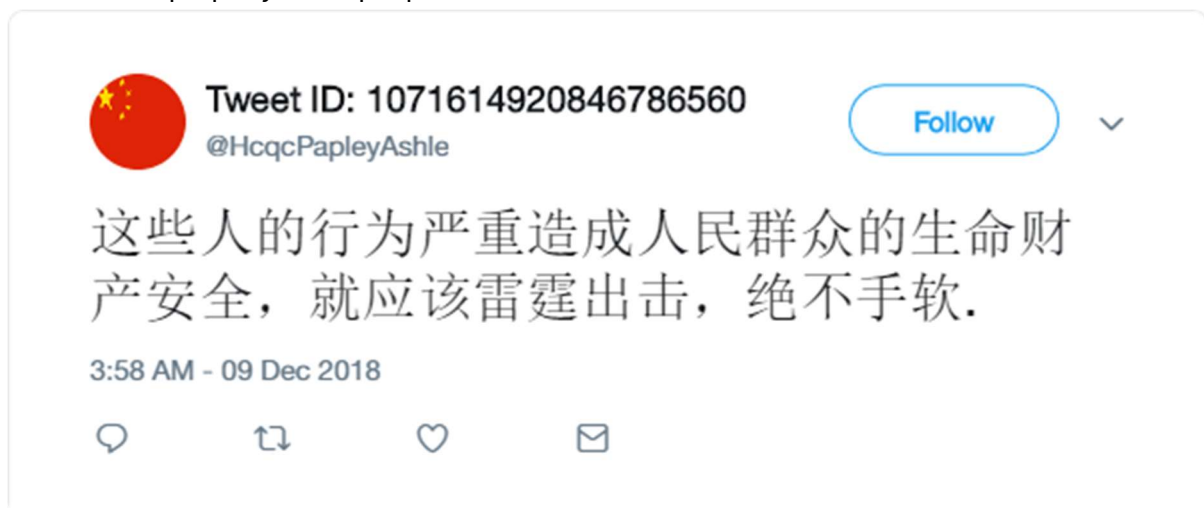 Tweet ID: 1071614920846786560
Follow
@HcqcPapleyAshle
这些人的行为严重造成人民群众的生命财
产安全，就应该雷霆出击，绝不手软.
3:58 AM - 09 Dec 2018